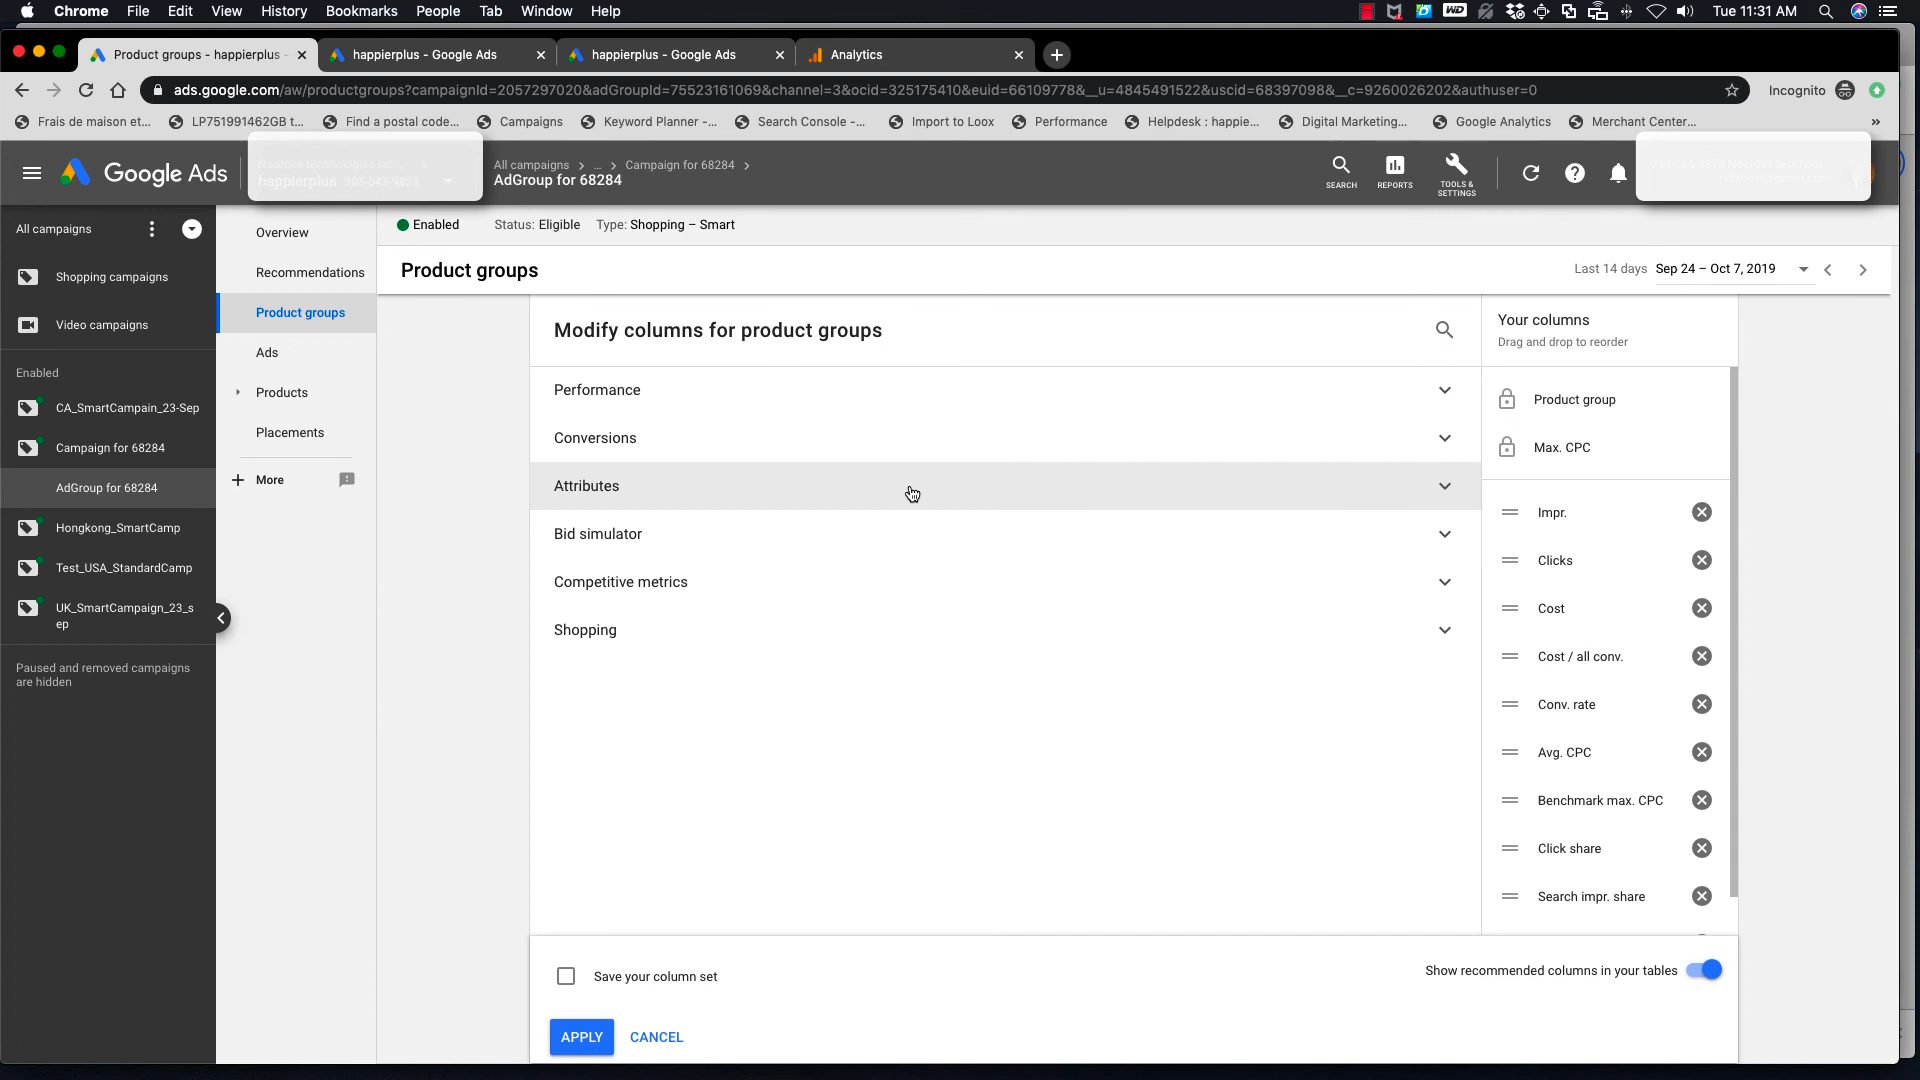 Chrome File Edit View History Bookmarks People Tab Window Help
WD
Tue 11:31 AM
Product groups - happierplus -
happierplus - Google Ads
happierplus - Google Ads
Analytics
ads.google.com/aw/productgroups?campaignId=2057297020&adGroupId=75523161069&channel=3&ocid=325175410&euid=66109778&__u=4845491522&uscid=68397098&__c=9260026202&authuser=0
Incognito
Frais de maison et...
LP751991462GB t...
Find a postal code...
Campaigns
Keyword Planner -...
Search Console -...
Import to Loox
Performance
Helpdesk : happie...
Digital Marketing...
Google Analytics
Merchant Center...
»
Google Ads
happierplus
All campaigns > ... > Campaign for 68284 >
AdGroup for 68284
SEARCH
REPORTS
TOOLS &
SETTINGS
All campaigns
Shopping campaigns
Video campaigns
Enabled
CA_SmartCampain_23-Sep
Campaign for 68284
AdGroup for 68284
Hongkong_SmartCamp
Test_USA_StandardCamp
UK_SmartCampaign_23_s
ep
Paused and removed campaigns
are hidden
Overview
Recommendations
Product groups
Ads
Products
Placements
+ More
Enabled
Status: Eligible
Type: Shopping – Smart
Product groups
Last 14 days Sep 24 – Oct 7, 2019
Modify columns for product groups
Performance
Conversions
Attributes
Bid simulator
Competitive metrics
Shopping
Your columns
Drag and drop to reorder
Product group
Max. CPC
Impr.
Clicks
Cost
Cost / all conv.
Conv. rate
Avg. CPC
Benchmark max. CPC
Click share
Search impr. share
Save your column set
Show recommended columns in your tables
APPLY
CANCEL